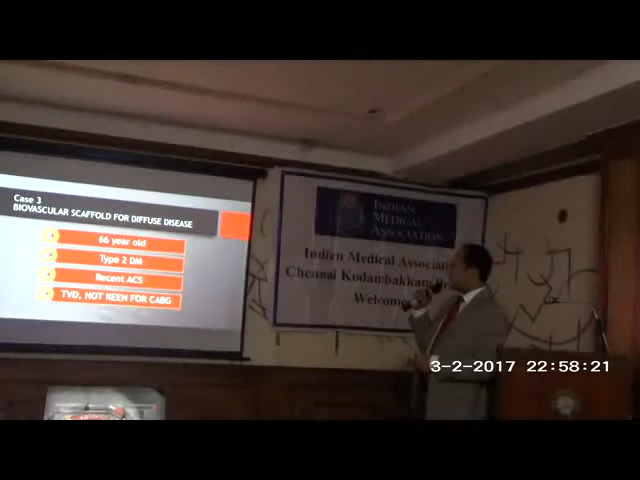 Case 3
BIOVASCULAR SCAFFOLD FOR DIFFUSE DISEASE
66 year old
Type 2 DM
Recent ACS
TVD, NOT KEEN FOR CABG
INDIAN
MEDICAL
ASSOCIATION
Indian Medical Associat
Chennai Kodambakkam
Welcome
3-2-2017 22:58:21